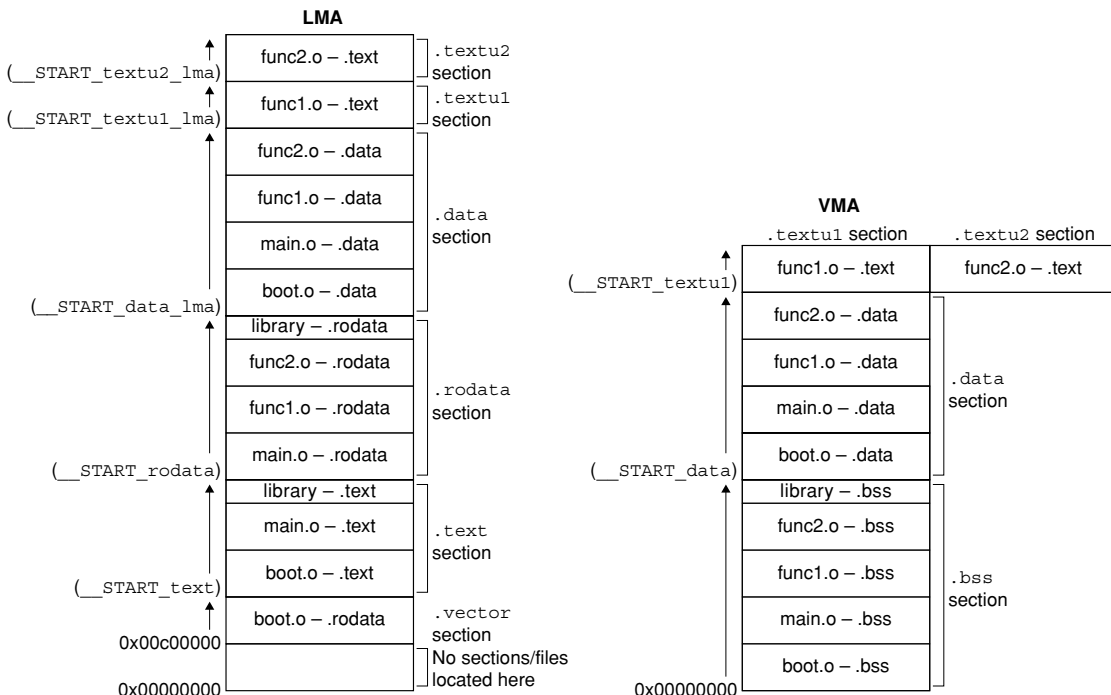 LMA
func2.o – .text
.textu2
section
(__START_textu2_lma)
func1.o – .text
.textu1
section
(__START_textu1_lma)
func2.o – .data
func1.o – .data
main.o – .data
boot.o – .data
.data
section
(__START_data_lma)
library – .rodata
func2.o – .rodata
func1.o – .rodata
main.o – .rodata
.rodata
section
(__START_rodata)
library – .text
main.o – .text
boot.o – .text
.text
section
(__START_text)
boot.o – .rodata
.vector
section
0x00c00000
No sections/files
located here
0x00000000
VMA
.textu1 section
.textu2 section
func1.o – .text
func2.o – .text
(__START_textu1)
func2.o – .data
func1.o – .data
main.o – .data
boot.o – .data
.data
section
(__START_data)
library – .bss
func2.o – .bss
func1.o – .bss
main.o – .bss
boot.o – .bss
.bss
section
0x00000000